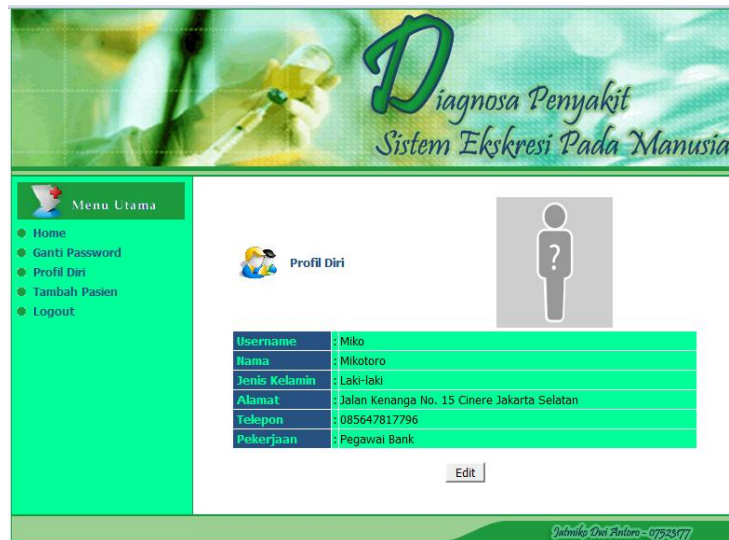 Diagnosa Penyakit
Sistem Ekskresi Pada Manusia
Menu Utama
Home
Ganti Password
Profil Diri
Tambah Pasien
Logout
Profil Diri
?
Username : Miko
Nama : Mikotoro
Jenis Kelamin : Laki-laki
Alamat : Jalan Kenanga No. 15 Cinere Jakarta Selatan
Telepon : 085647817796
Pekerjaan : Pegawai Bank
Edit
Jatmiko Dwi Antoro - 07523177